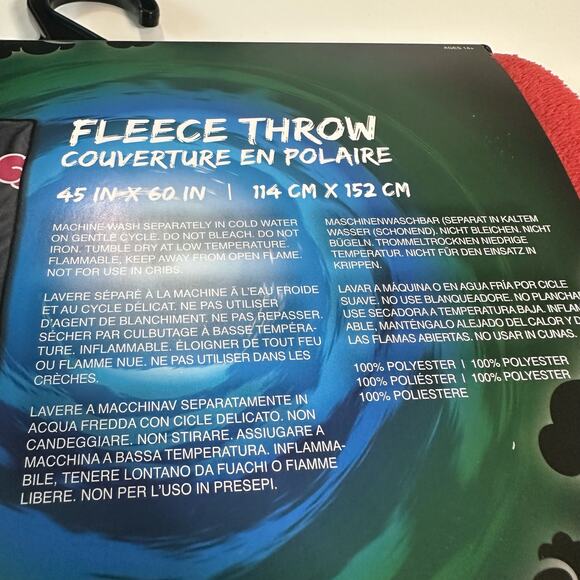 AGES 14+
FLEECE THROW
COUVERTURE EN POLAIRE
45 IN X 60 IN | 114 CM X 152 CM
MACHINE WASH SEPARATELY IN COLD WATER
ON GENTLE CYCLE. DO NOT BLEACH. DO NOT
IRON. TUMBLE DRY AT LOW TEMPERATURE.
FLAMMABLE, KEEP AWAY FROM OPEN FLAME.
NOT FOR USE IN CRIBS.
LAVERE SÉPARÉ À LA MACHINE À L'EAU FROIDE
ET AU CYCLE DÉLICAT. NE PAS UTILISER
D'AGENT DE BLANCHIMENT. NE PAS REPASSER.
SÉCHER PAR CULBUTAGE À BASSE TEMPÉRA-
TURE. INFLAMMABLE. ÉLOIGNER DE TOUT FEU
OU FLAMME NUE. NE PAS UTILISER DANS LES
CRÈCHES.
LAVERE A MACCHINAV SEPARATAMENTE IN
ACQUA FREDDA CON CICLE DELICATO. NON
CANDEGGIARE. NON STIRARE. ASSIUGARE A
MACCHINA A BASSA TEMPERATURA. INFLAMMA-
BILE, TENERE LONTANO DA FUACHI O FIAMME
LIBERE. NON PER L'USO IN PRESEPI.
MASCHINENWASCHBAR (SEPARAT IN KALTEM
WASSER (SCHONEND). NICHT BLEICHEN. NICHT
BÜGELN. TROMMELTROCKNEN NIEDRIGE
TEMPERATUR. NICHT FÜR DEN EINSATZ IN
KRIPPEN.
LAVAR A MÁQUINA O EN AGUA FRÍA POR CICLE
SUAVE. NO USE BLANQUEADORE. NO PLANCHAR
USE SECADORA A TEMPERATURA BAJA. INFLAM
ABLE, MANTÉNGALO ALEJADO DEL CALOR Y D
LAS FLAMAS ABIERTAS. NO USAR IN CUNAS.
100% POLYESTER | 100% POLYESTER
100% POLIÉSTER | 100% POLYESTER
100% POLIESTERE